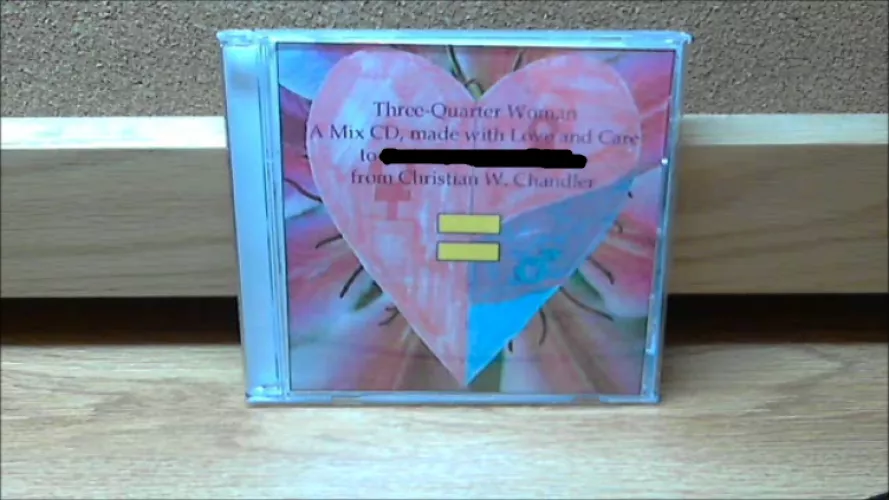 Three-Quarter Woman
A Mix CD, made with Love and Care
to
from Christian W. Chandler